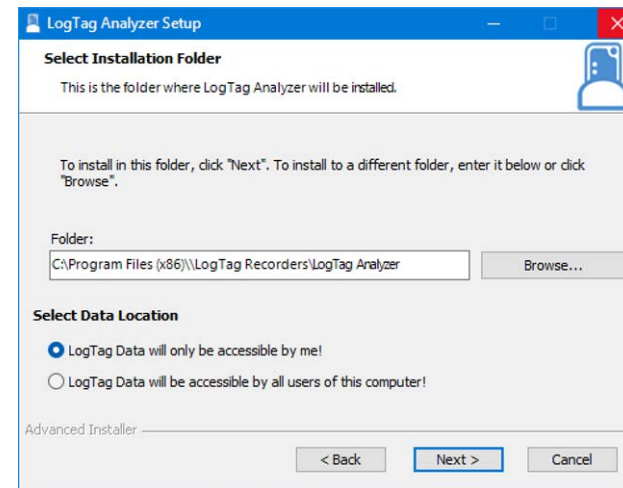 LogTag Analyzer Setup
Select Installation Folder
This is the folder where LogTag Analyzer will be installed.
To install in this folder, click "Next". To install to a different folder, enter it below or click
"Browse".
Folder:
C:\Program Files (x86)\\LogTag Recorders\LogTag Analyzer
Browse...
Select Data Location
LogTag Data will only be accessible by me!
LogTag Data will be accessible by all users of this computer!
Advanced Installer
< Back
Next >
Cancel